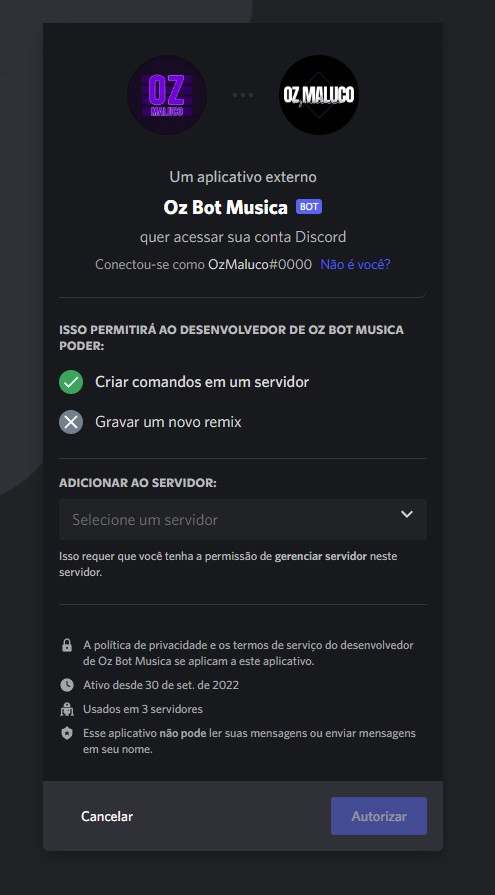 OZ
MALUCO
OZ MALUCO
Um aplicativo externo
Oz Bot Musica BOT
quer acessar sua conta Discord
Conectou-se como OzMaluco#0000 Não é você?
ISSO PERMITIRÁ AO DESENVOLVEDOR DE OZ BOT MUSICA
PODER:
Criar comandos em um servidor
Gravar um novo remix
ADICIONAR AO SERVIDOR:
Selecione um servidor
Isso requer que você tenha a permissão de gerenciar servidor neste
servidor.
A política de privacidade e os termos de serviço do desenvolvedor
de Oz Bot Musica se aplicam a este aplicativo.
Ativo desde 30 de set. de 2022
Usados em 3 servidores
Esse aplicativo não pode ler suas mensagens ou enviar mensagens
em seu nome.
Cancelar
Autorizar